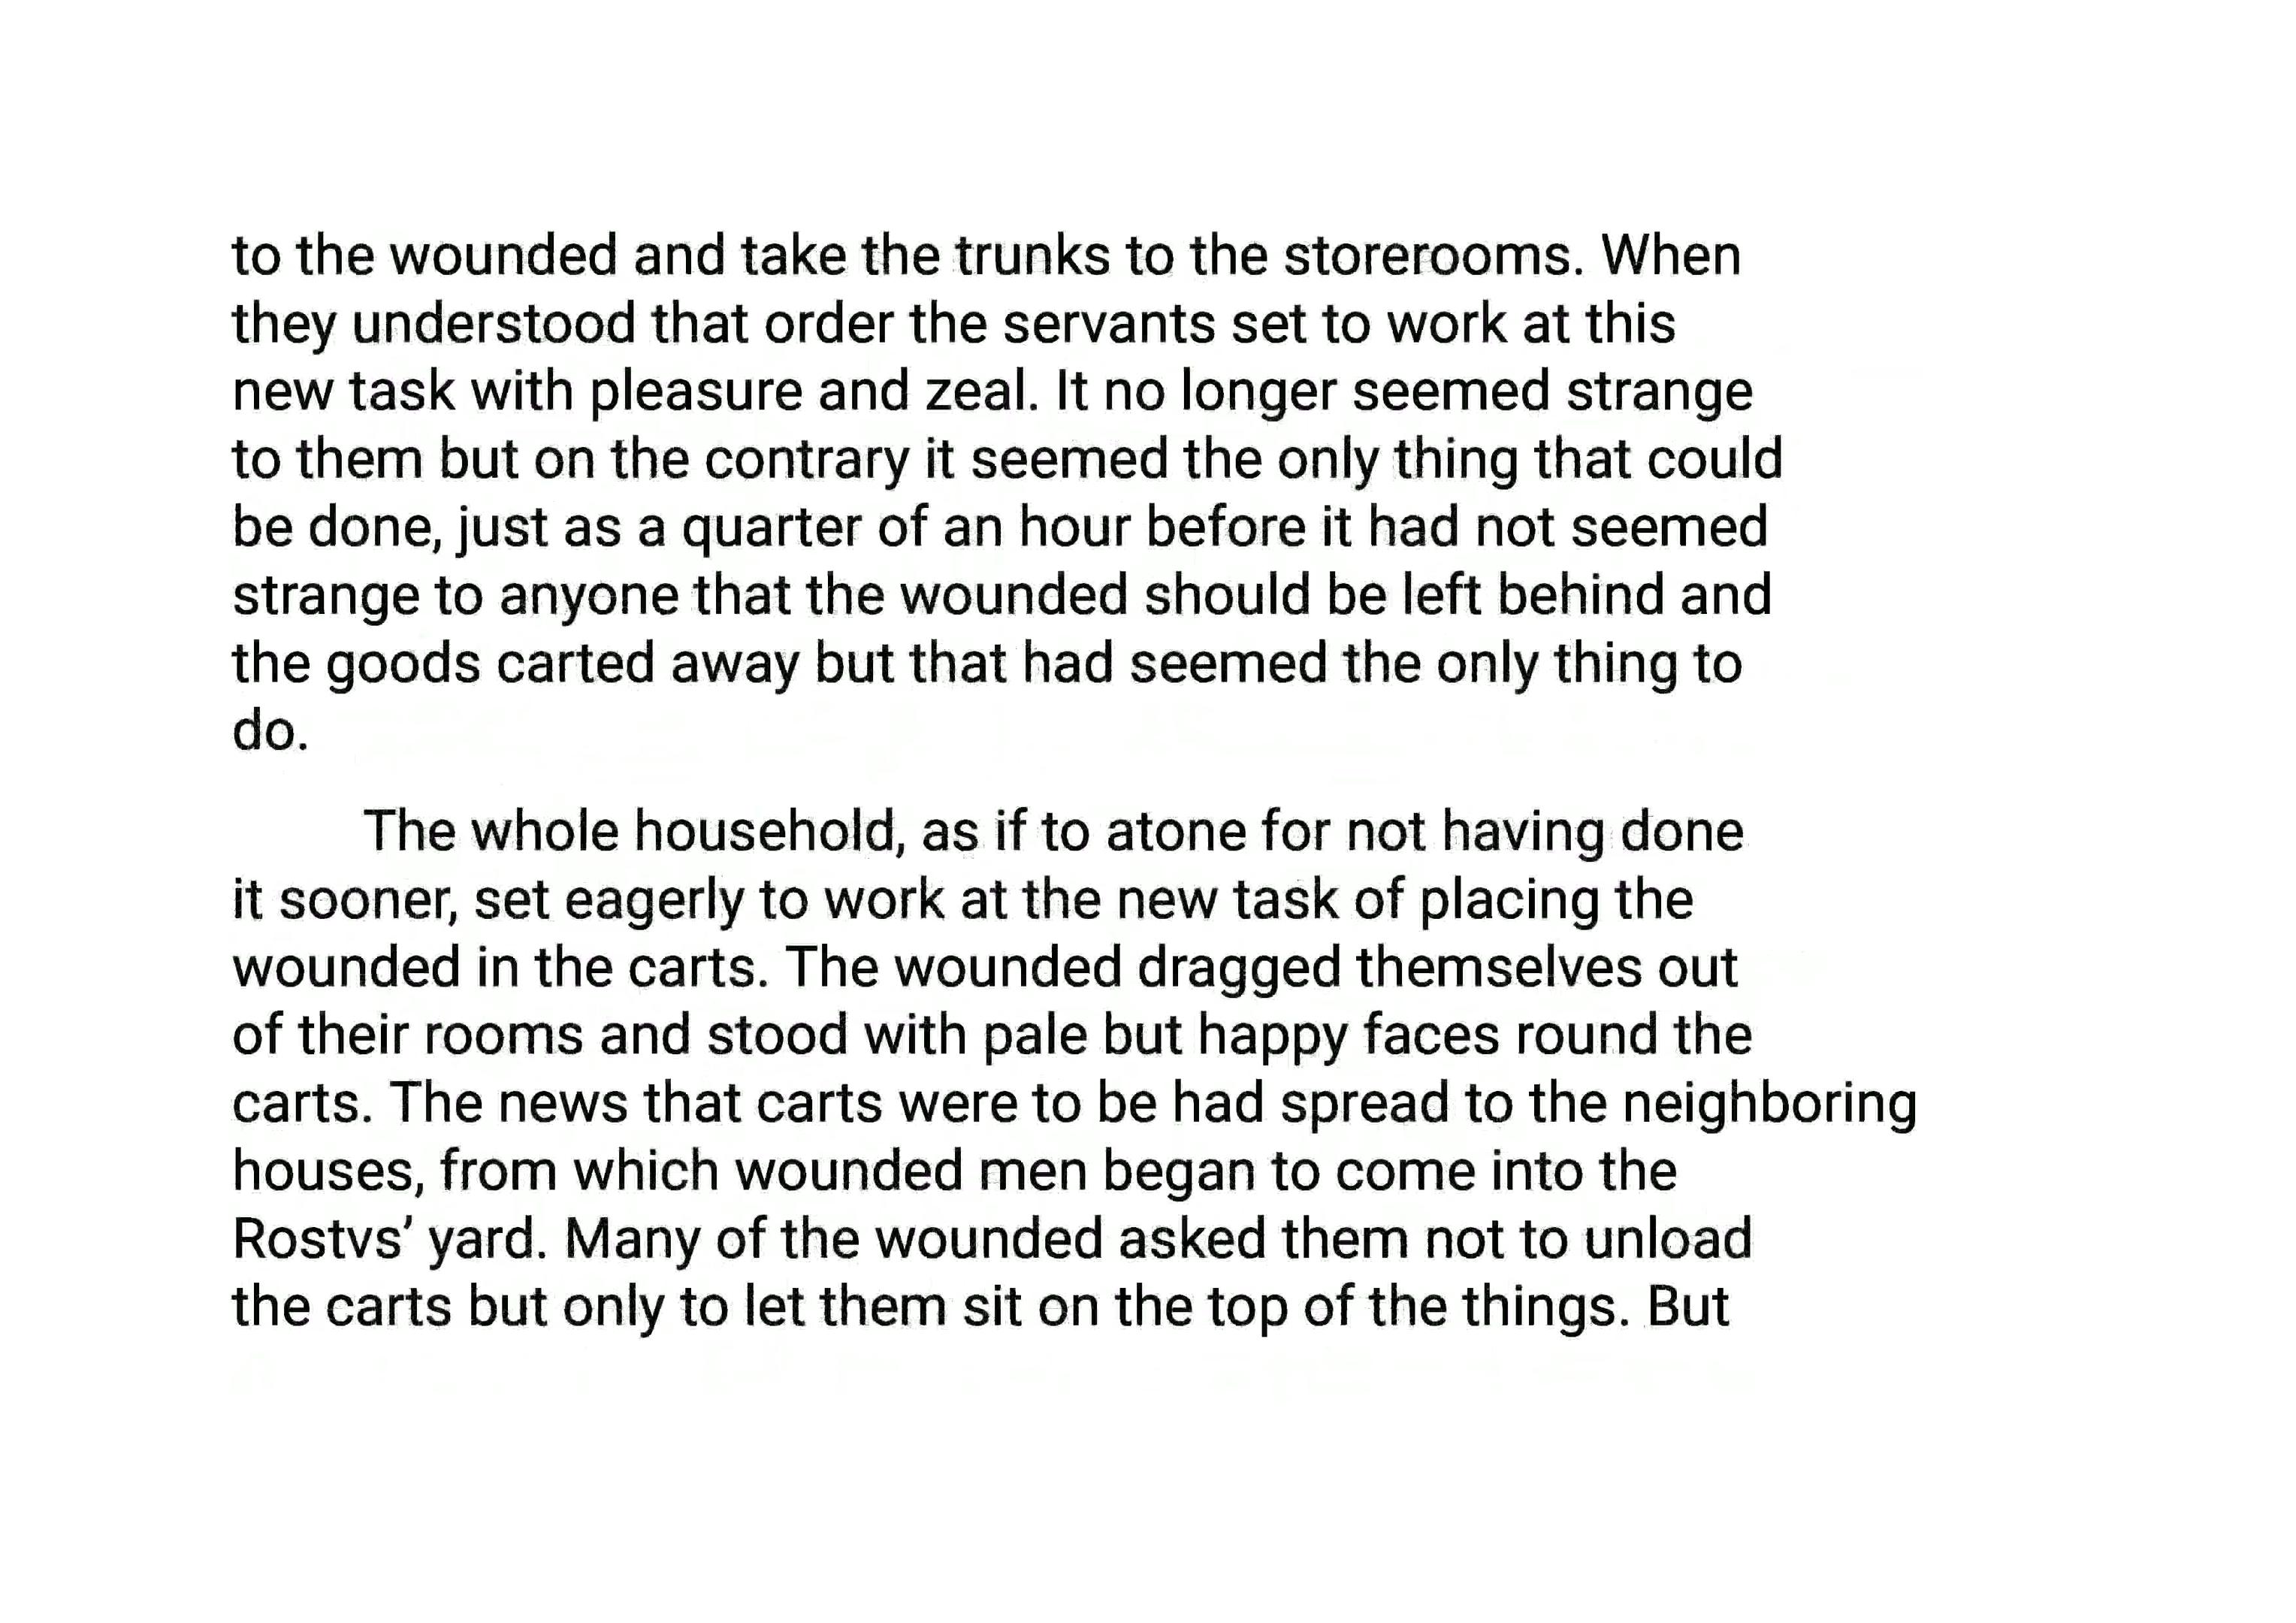 to the wounded and take the trunks to the storerooms. When
they understood that order the servants set to work at this
new task with pleasure and zeal. It no longer seemed strange
to them but on the contrary it seemed the only thing that could
be done, just as a quarter of an hour before it had not seemed
strange to anyone that the wounded should be left behind and
the goods carted away but that had seemed the only thing to
do.
The whole household, as if to atone for not having done
it sooner, set eagerly to work at the new task of placing the
wounded in the carts. The wounded dragged themselves out
of their rooms and stood with pale but happy faces round the
carts. The news that carts were to be had spread to the neighboring
houses, from which wounded men began to come into the
Rostvs’ yard. Many of the wounded asked them not to unload
the carts but only to let them sit on the top of the things. But